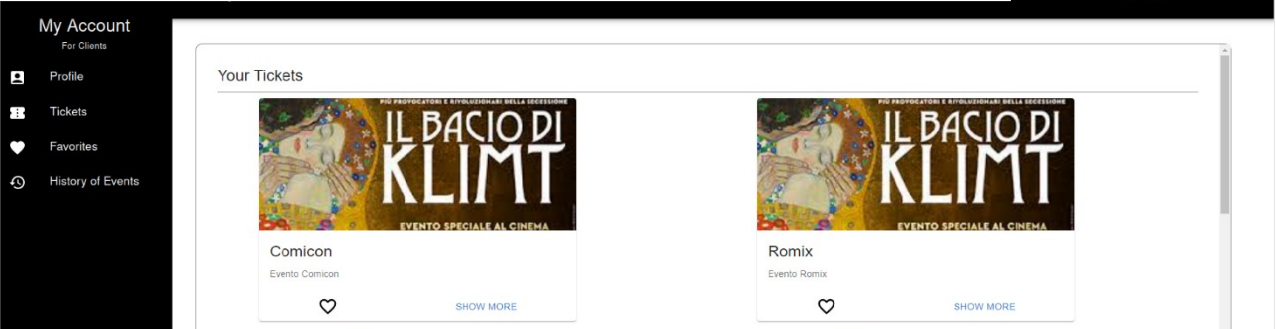 My Account
For Clients
Profile
Tickets
Favorites
History of Events
Your Tickets
PIÙ PROVOCATORI E RIVOLUZIONARI DELLA SECESSIONE
IL BACIO DI
KLIMT
EVENTO SPECIALE AL CINEMA
Comicon
Evento Comicon
SHOW MORE
PIÙ PROVOCATORI E RIVOLUZIONARI DELLA SECESSIONE
IL BACIO DI
KLIMT
EVENTO SPECIALE AL CINEMA
Romix
Evento Romix
SHOW MORE